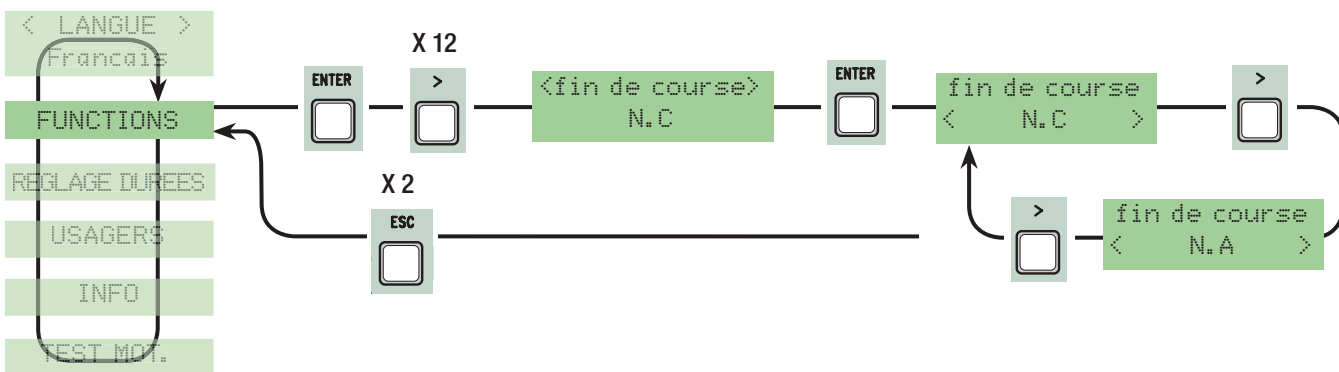 < LANGUE >
Francais
FUNCTIONS
REGLAGE DUREES
USAGERS
INFO
TEST MOT.
ENTER
X 12
>
<fin de course>
N.C
ENTER
fin de course
< N.C >
>
X 2
ESC
>
fin de course
< N.A >